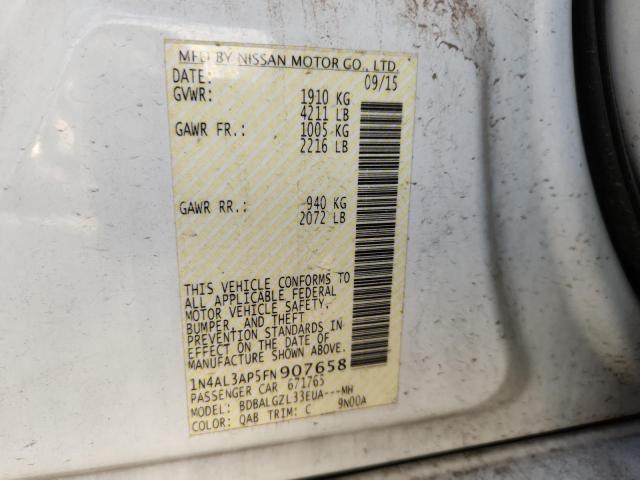 MFD BY NISSAN MOTOR CO., LTD.
DATE: 09/15
GVWR: 1910 KG
4211 LB
GAWR FR.: 1005 KG
2216 LB
GAWR RR.: 940 KG
2072 LB
THIS VEHICLE CONFORMS TO
ALL APPLICABLE FEDERAL
MOTOR VEHICLE SAFETY,
BUMPER, AND THEFT
PREVENTION STANDARDS IN
EFFECT ON THE DATE OF
MANUFACTURE SHOWN ABOVE.
1N4AL3AP5FN907658
PASSENGER CAR 671765
MODEL: BDBALGZL33EUA---MH
COLOR: QAB TRIM: C 9N00A